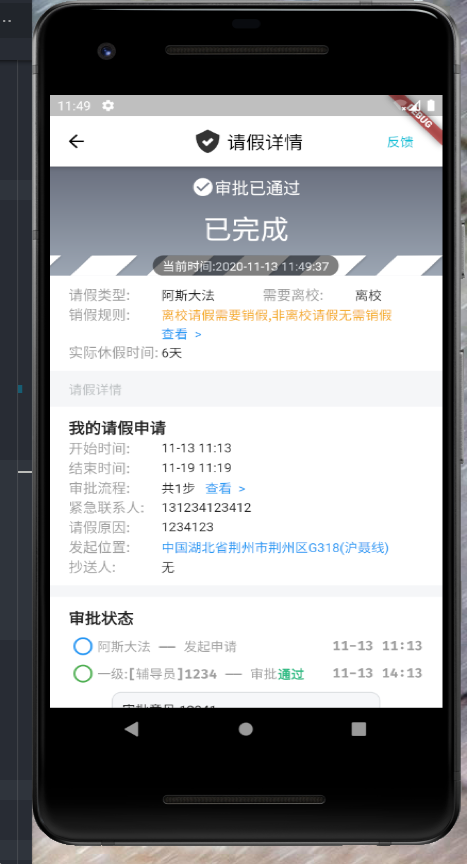 11:49
DEBUG
请假详情
反馈
审批已通过
已完成
当前时间:2020-11-13 11:49:37
请假类型: 阿斯大法 需要离校: 离校
销假规则: 离校请假需要销假,非离校请假无需销假
查看 >
实际休假时间: 6天
请假详情
我的请假申请
开始时间: 11-13 11:13
结束时间: 11-19 11:19
审批流程: 共1步 查看 >
紧急联系人: 131234123412
请假原因: 1234123
发起位置: 中国湖北省荆州市荆州区G318(沪聂线)
抄送人: 无
审批状态
阿斯大法 — 发起申请 11-13 11:13
一级:[辅导员]1234 — 审批通过 11-13 14:13